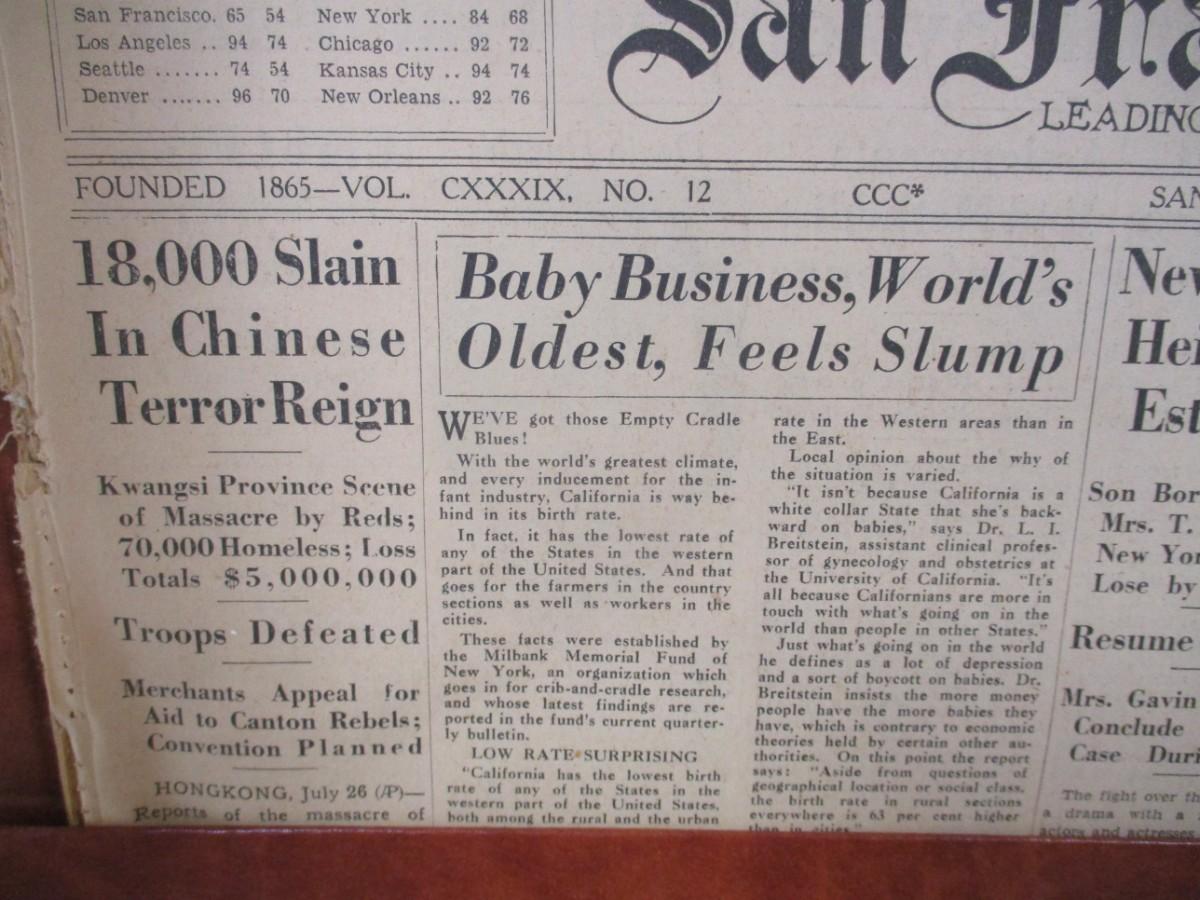 San Francisco. 65 54 New York .... 84 68
Los Angeles .. 94 74 Chicago ...... 92 72
Seattle ....... 74 54 Kansas City .. 94 74
Denver ....... 96 70 New Orleans .. 92 76
San Fra
LEADING
FOUNDED 1865—VOL. CXXXIX, NO. 12 CCC* SAN
18,000 Slain
In Chinese
Terror Reign
Kwangsi Province Scene
of Massacre by Reds;
70,000 Homeless; Loss
Totals $5,000,000
Troops Defeated
Merchants Appeal for
Aid to Canton Rebels;
Convention Planned
HONGKONG, July 26 (AP)—
Reports of the massacre of
Baby Business, World's
Oldest, Feels Slump
WE'VE got those Empty Cradle
Blues!
With the world's greatest climate,
and every inducement for the in-
fant industry, California is way be-
hind in its birth rate.
In fact, it has the lowest rate of
any of the States in the western
part of the United States. And that
goes for the farmers in the country
sections as well as workers in the
cities.
These facts were established by
the Milbank Memorial Fund of
New York, an organization which
goes in for crib-and-cradle research,
and whose latest findings are re-
ported in the fund's current quarter-
ly bulletin.
LOW RATE SURPRISING
"California has the lowest birth
rate of any of the States in the
western part of the United States,
both among the rural and the urban
rate in the Western areas than in
the East.
Local opinion about the why of
the situation is varied.
"It isn't because California is a
white collar State that she's back-
ward on babies," says Dr. L. I.
Breitstein, assistant clinical profes-
sor of gynecology and obstetrics at
the University of California. "It's
all because Californians are more in
touch with what's going on in the
world than people in other States."
Just what's going on in the world
he defines as a lot of depression
and a sort of boycott on babies. Dr.
Breitstein insists the more money
people have the more babies they
have, which is contrary to economic
theories held by certain other au-
thorities. On this point the report
says: "Aside from questions of
geographical location or social class,
the birth rate in rural sections
everywhere is 63 per cent higher
than in cities."
Son Bor
Mrs. T.
New Yor
Lose by
Resume
Mrs. Gavin
Conclude
Case Duri
The fight over th
a drama with a
actors and actresses